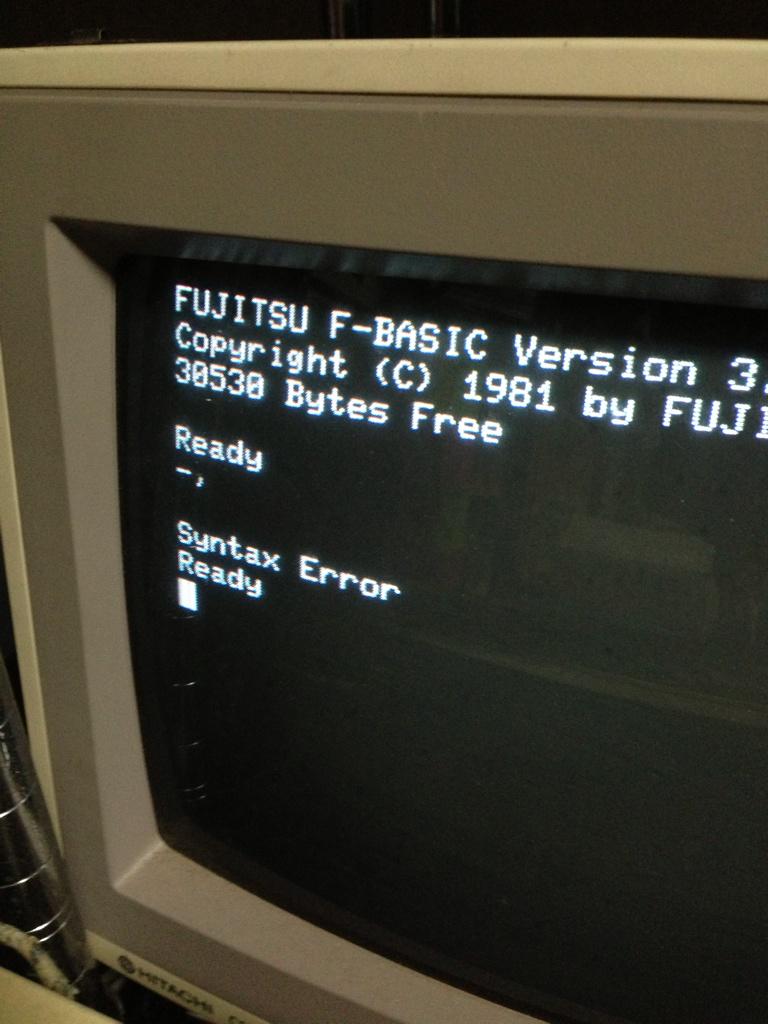 FUJITSU F-BASIC Version 3.
Copyright (C) 1981 by FUJI
30530 Bytes Free
Ready
-,
Syntax Error
Ready
HITACHI